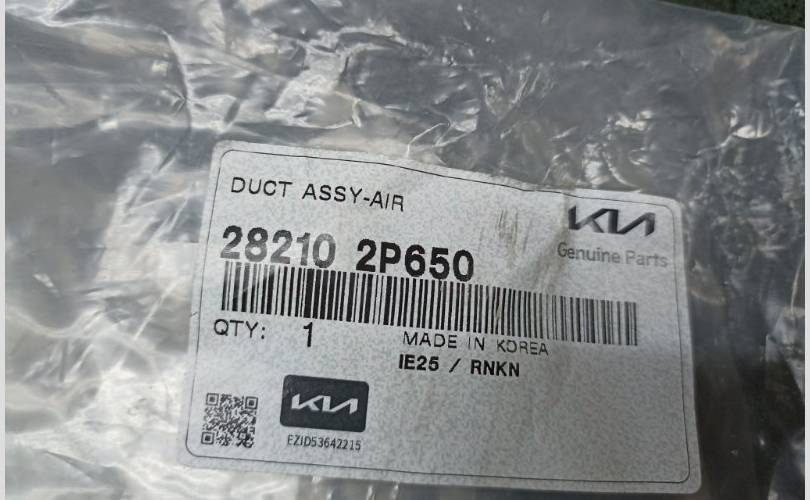 DUCT ASSY-AIR
KIA
Genuine Parts
28210 2P650
QTY: 1
MADE IN KOREA
IE25 / RNKN
KIA
EZID53642215